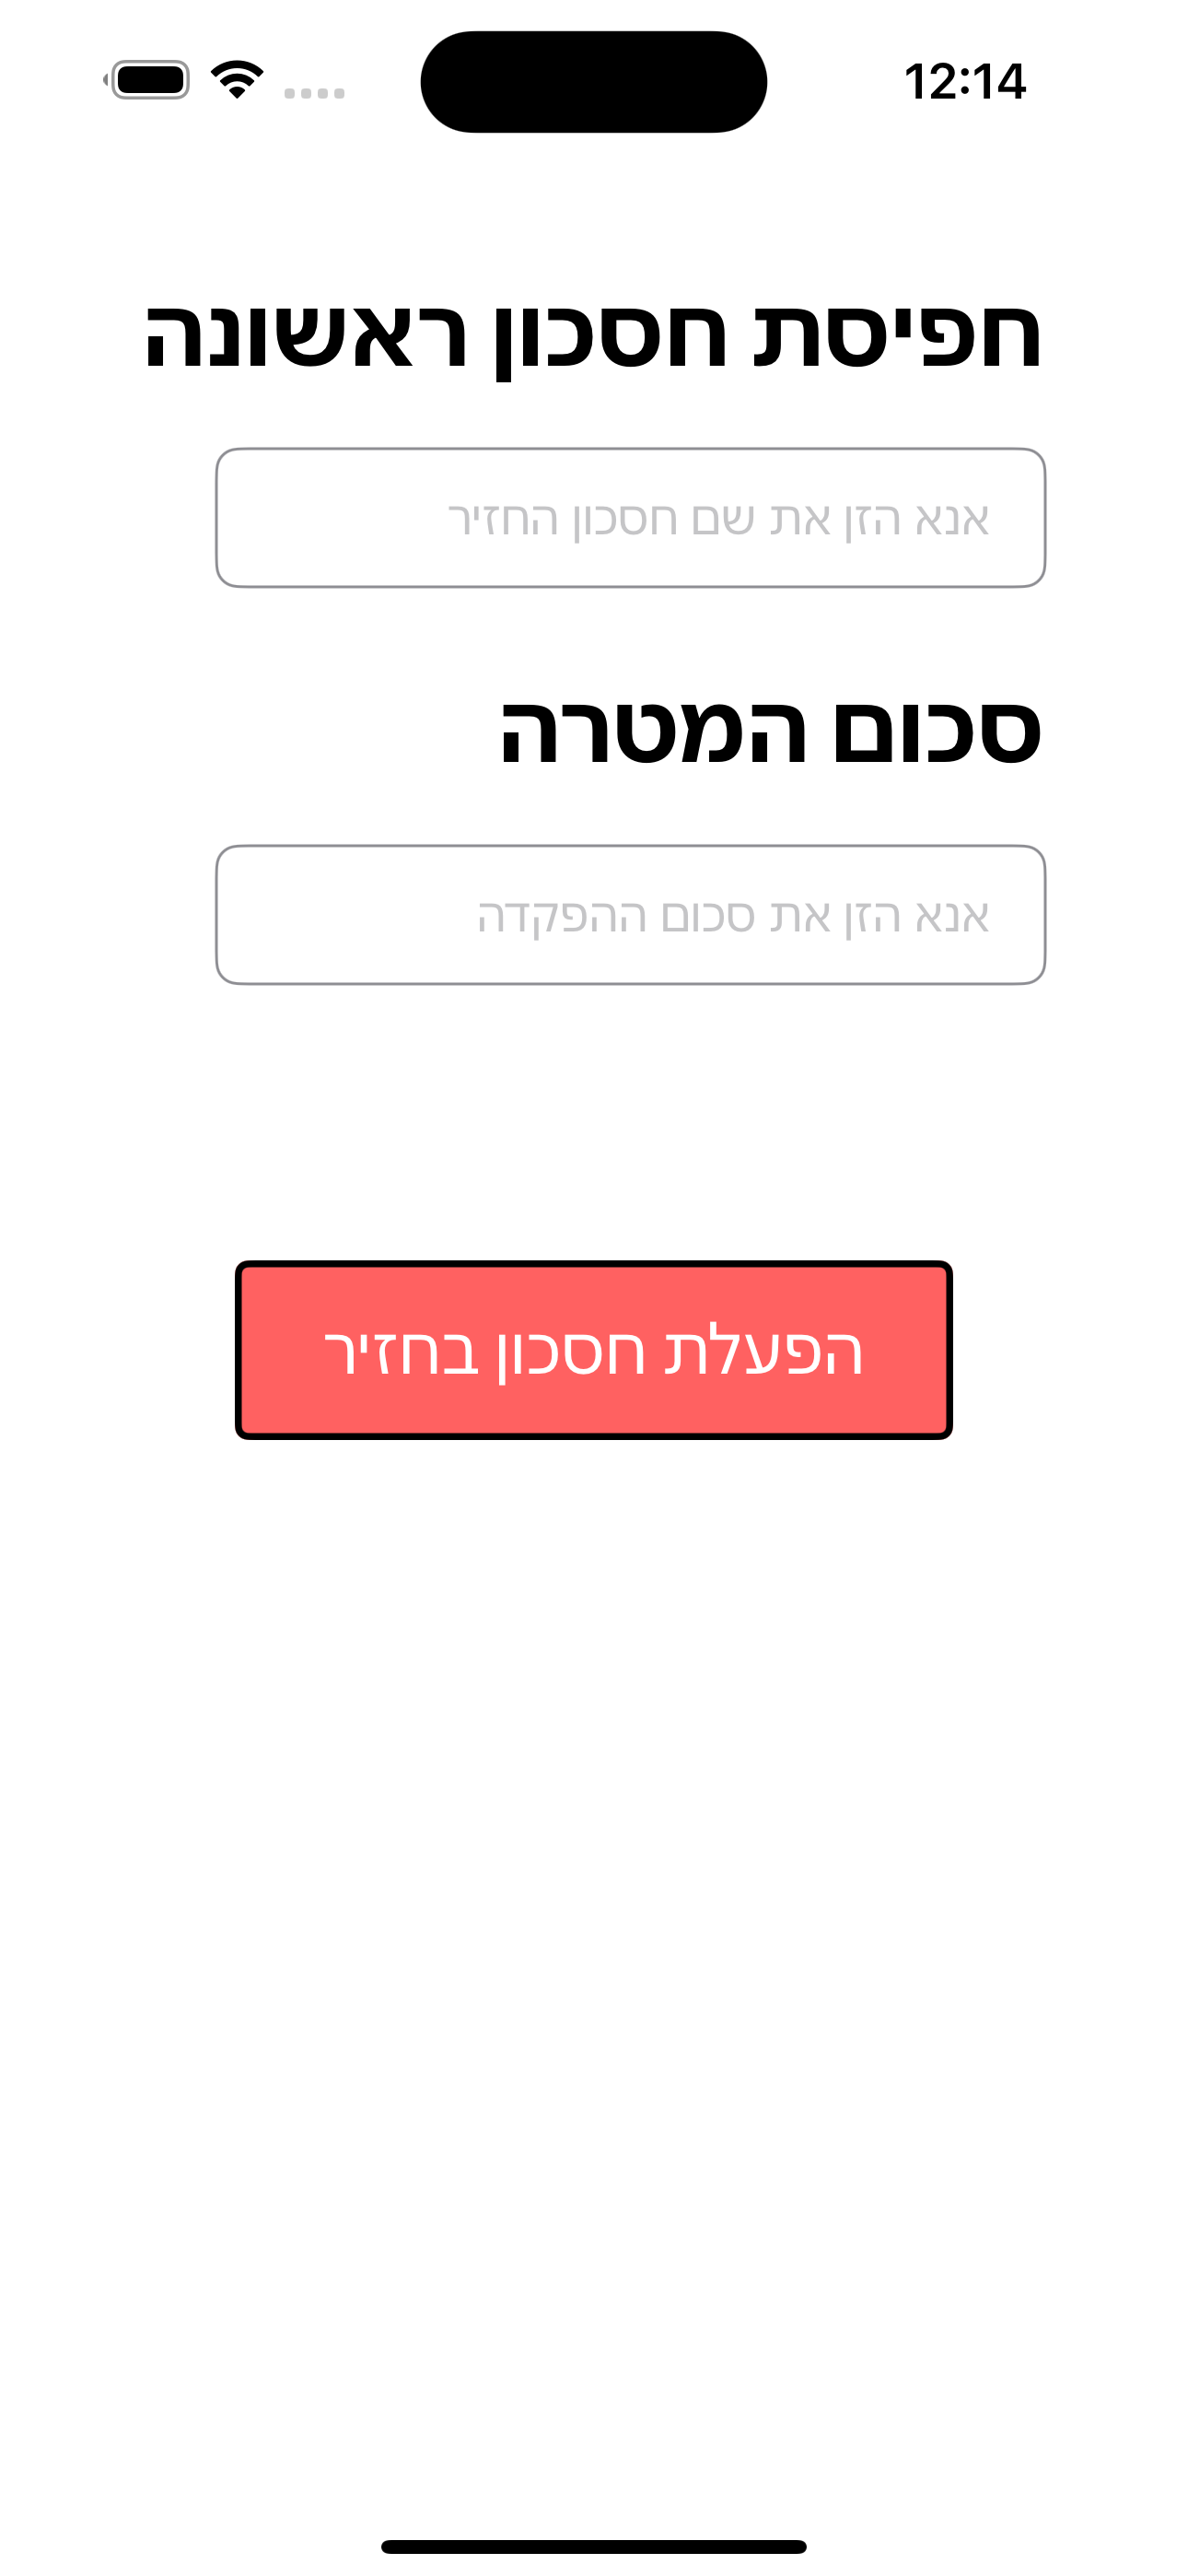 12:14
חפיסת חסכון ראשונה
אנא הזן את שם חסכון החזיר
סכום המטרה
אנא הזן את סכום ההפקדה
הפעלת חסכון בחזיר